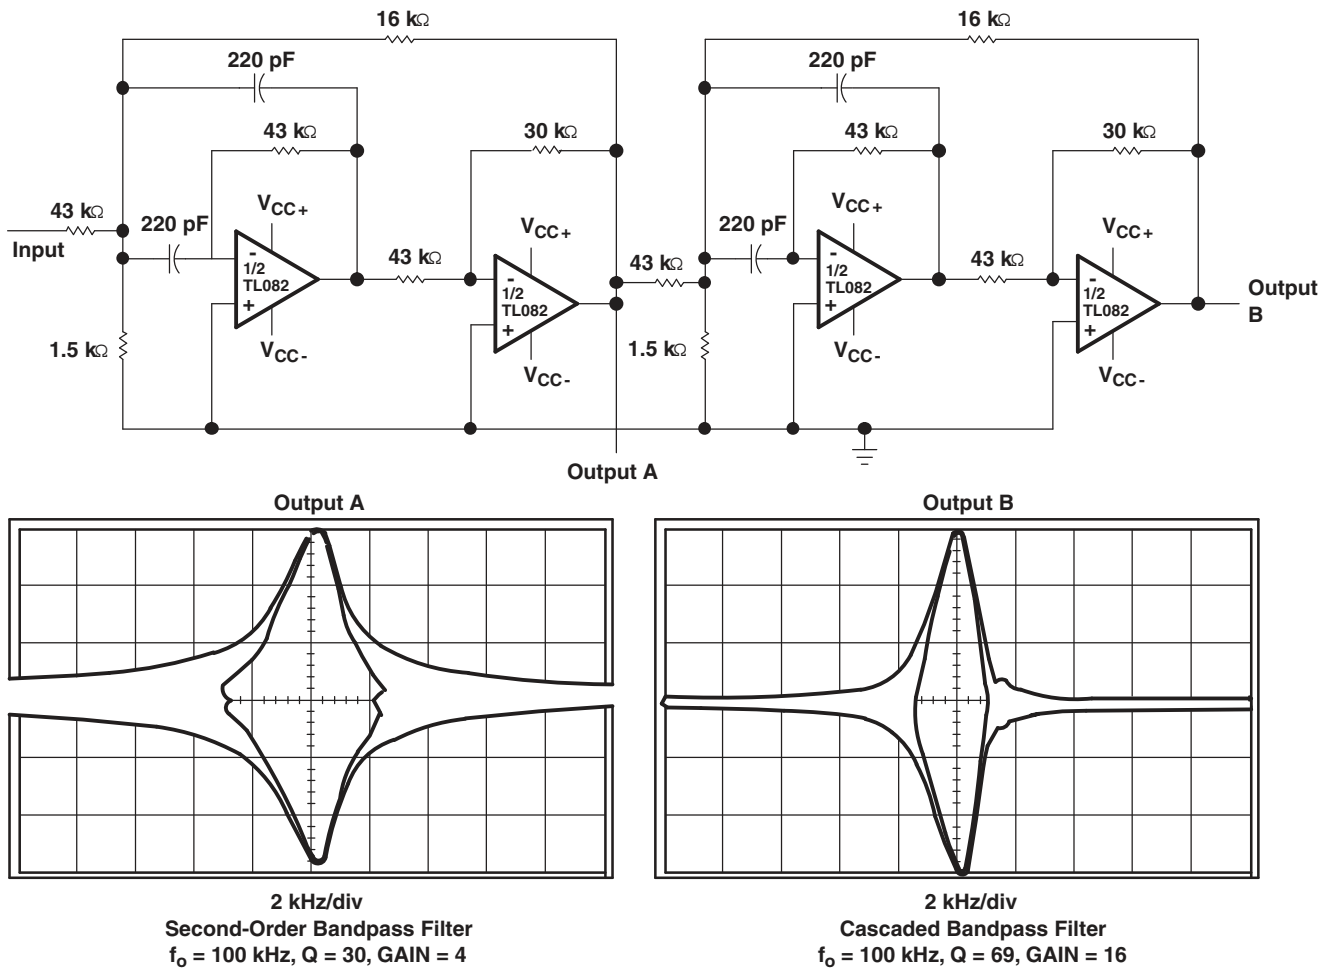 16 kΩ
16 kΩ
220 pF
220 pF
43 kΩ
30 kΩ
43 kΩ
30 kΩ
43 kΩ
Input
220 pF
VCC+
-
1/2
TL082
+
VCC-
43 kΩ
VCC+
-
1/2
TL082
+
VCC-
1.5 kΩ
43 kΩ
220 pF
VCC+
-
1/2
TL082
+
VCC-
43 kΩ
VCC+
-
1/2
TL082
+
VCC-
1.5 kΩ
Output
B
Output A
Output A
Output B
2 kHz/div
Second-Order Bandpass Filter
fo = 100 kHz, Q = 30, GAIN = 4
2 kHz/div
Cascaded Bandpass Filter
fo = 100 kHz, Q = 69, GAIN = 16